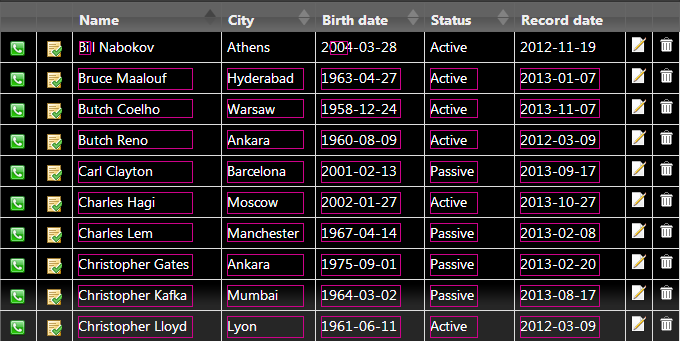 Name City Birth date Status Record date
Bill Nabokov Athens 2004-03-28 Active 2012-11-19
Bruce Maalouf Hyderabad 1963-04-27 Active 2013-01-07
Butch Coelho Warsaw 1958-12-24 Active 2013-11-07
Butch Reno Ankara 1960-08-09 Active 2012-03-09
Carl Clayton Barcelona 2001-02-13 Passive 2013-09-17
Charles Hagi Moscow 2002-01-27 Active 2013-10-27
Charles Lem Manchester 1967-04-14 Passive 2013-02-08
Christopher Gates Ankara 1975-09-01 Passive 2013-02-20
Christopher Kafka Mumbai 1964-03-02 Passive 2013-08-17
Christopher Lloyd Lyon 1961-06-11 Active 2012-03-09